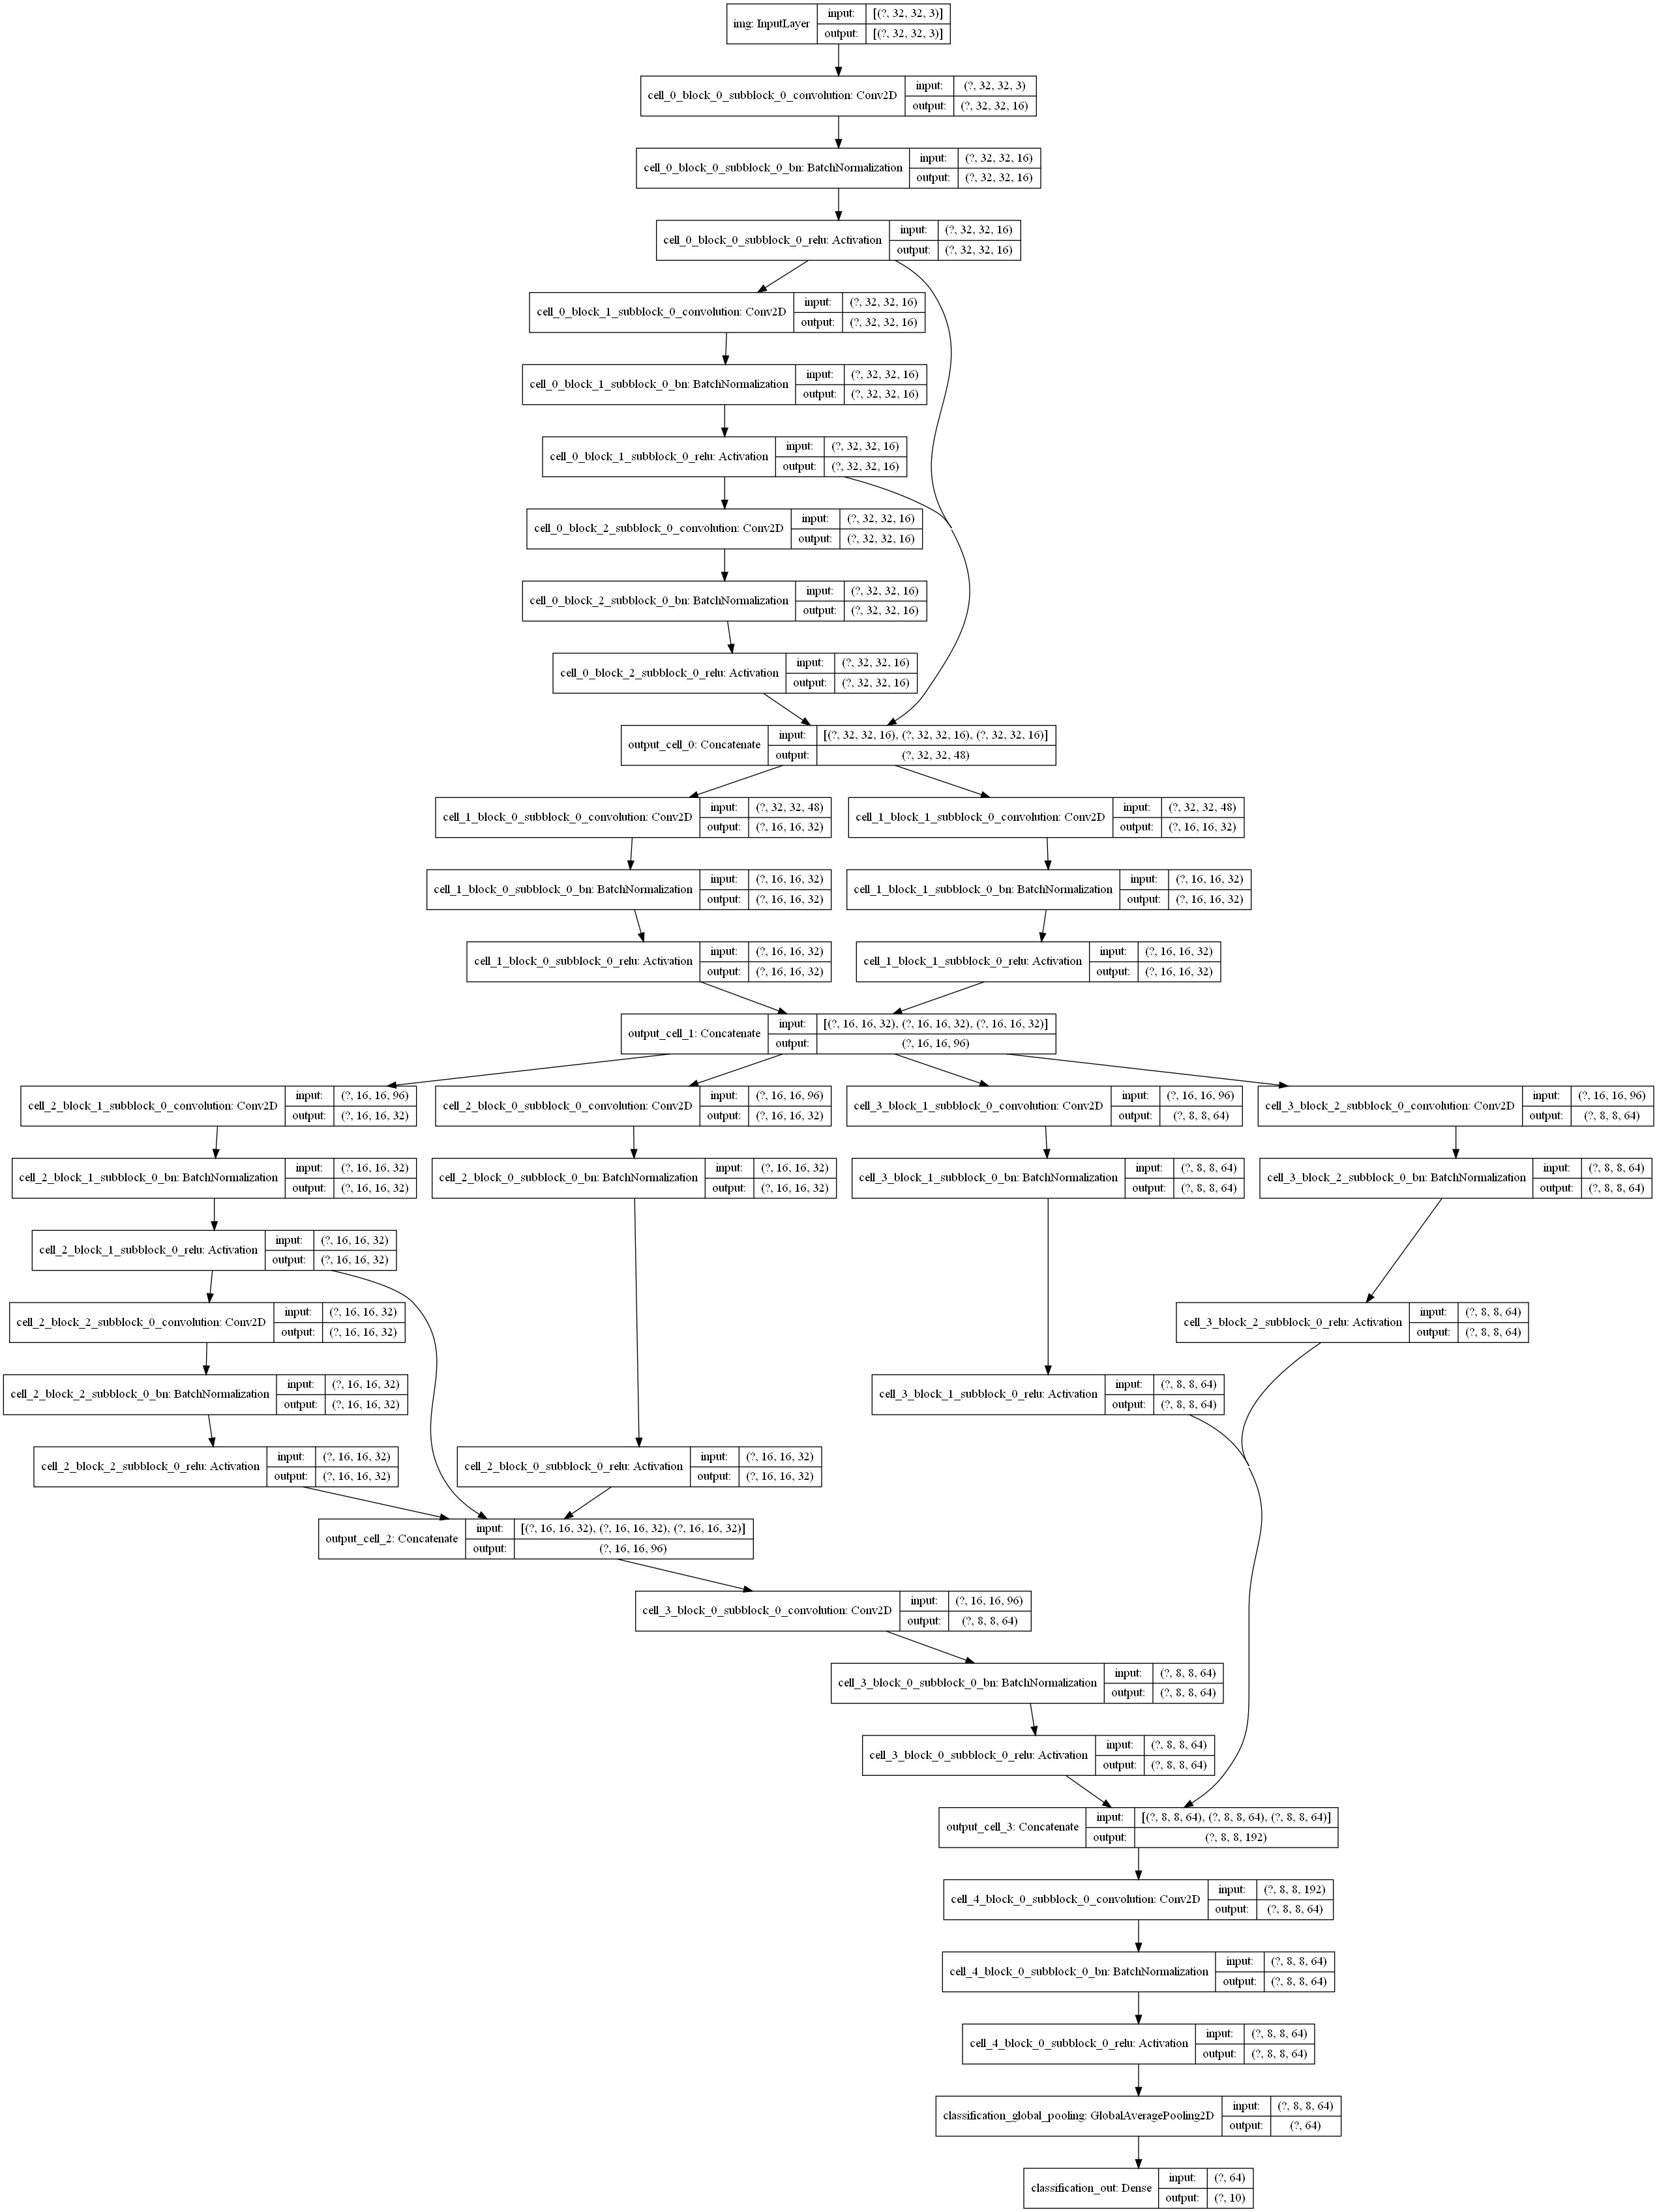 img: InputLayer
input: [(?, 32, 32, 3)]
output: [(?, 32, 32, 3)]
cell_0_block_0_subblock_0_convolution: Conv2D
input: (?, 32, 32, 3)
output: (?, 32, 32, 16)
cell_0_block_0_subblock_0_bn: BatchNormalization
input: (?, 32, 32, 16)
output: (?, 32, 32, 16)
cell_0_block_0_subblock_0_relu: Activation
input: (?, 32, 32, 16)
output: (?, 32, 32, 16)
cell_0_block_1_subblock_0_convolution: Conv2D
input: (?, 32, 32, 16)
output: (?, 32, 32, 16)
cell_0_block_1_subblock_0_bn: BatchNormalization
input: (?, 32, 32, 16)
output: (?, 32, 32, 16)
cell_0_block_1_subblock_0_relu: Activation
input: (?, 32, 32, 16)
output: (?, 32, 32, 16)
cell_0_block_2_subblock_0_convolution: Conv2D
input: (?, 32, 32, 16)
output: (?, 32, 32, 16)
cell_0_block_2_subblock_0_bn: BatchNormalization
input: (?, 32, 32, 16)
output: (?, 32, 32, 16)
cell_0_block_2_subblock_0_relu: Activation
input: (?, 32, 32, 16)
output: (?, 32, 32, 16)
output_cell_0: Concatenate
input: [(?, 32, 32, 16), (?, 32, 32, 16), (?, 32, 32, 16)]
output: (?, 32, 32, 48)
cell_1_block_0_subblock_0_convolution: Conv2D
input: (?, 32, 32, 48)
output: (?, 16, 16, 32)
cell_1_block_1_subblock_0_convolution: Conv2D
input: (?, 32, 32, 48)
output: (?, 16, 16, 32)
cell_1_block_0_subblock_0_bn: BatchNormalization
input: (?, 16, 16, 32)
output: (?, 16, 16, 32)
cell_1_block_1_subblock_0_bn: BatchNormalization
input: (?, 16, 16, 32)
output: (?, 16, 16, 32)
cell_1_block_0_subblock_0_relu: Activation
input: (?, 16, 16, 32)
output: (?, 16, 16, 32)
cell_1_block_1_subblock_0_relu: Activation
input: (?, 16, 16, 32)
output: (?, 16, 16, 32)
output_cell_1: Concatenate
input: [(?, 16, 16, 32), (?, 16, 16, 32), (?, 16, 16, 32)]
output: (?, 16, 16, 96)
cell_2_block_1_subblock_0_convolution: Conv2D
input: (?, 16, 16, 96)
output: (?, 16, 16, 32)
cell_2_block_0_subblock_0_convolution: Conv2D
input: (?, 16, 16, 96)
output: (?, 16, 16, 32)
cell_3_block_1_subblock_0_convolution: Conv2D
input: (?, 16, 16, 96)
output: (?, 8, 8, 64)
cell_3_block_2_subblock_0_convolution: Conv2D
input: (?, 16, 16, 96)
output: (?, 8, 8, 64)
cell_2_block_1_subblock_0_bn: BatchNormalization
input: (?, 16, 16, 32)
output: (?, 16, 16, 32)
cell_2_block_0_subblock_0_bn: BatchNormalization
input: (?, 16, 16, 32)
output: (?, 16, 16, 32)
cell_3_block_1_subblock_0_bn: BatchNormalization
input: (?, 8, 8, 64)
output: (?, 8, 8, 64)
cell_3_block_2_subblock_0_bn: BatchNormalization
input: (?, 8, 8, 64)
output: (?, 8, 8, 64)
cell_2_block_1_subblock_0_relu: Activation
input: (?, 16, 16, 32)
output: (?, 16, 16, 32)
cell_2_block_2_subblock_0_convolution: Conv2D
input: (?, 16, 16, 32)
output: (?, 16, 16, 32)
cell_3_block_2_subblock_0_relu: Activation
input: (?, 8, 8, 64)
output: (?, 8, 8, 64)
cell_2_block_2_subblock_0_bn: BatchNormalization
input: (?, 16, 16, 32)
output: (?, 16, 16, 32)
cell_3_block_1_subblock_0_relu: Activation
input: (?, 8, 8, 64)
output: (?, 8, 8, 64)
cell_2_block_2_subblock_0_relu: Activation
input: (?, 16, 16, 32)
output: (?, 16, 16, 32)
cell_2_block_0_subblock_0_relu: Activation
input: (?, 16, 16, 32)
output: (?, 16, 16, 32)
output_cell_2: Concatenate
input: [(?, 16, 16, 32), (?, 16, 16, 32), (?, 16, 16, 32)]
output: (?, 16, 16, 96)
cell_3_block_0_subblock_0_convolution: Conv2D
input: (?, 16, 16, 96)
output: (?, 8, 8, 64)
cell_3_block_0_subblock_0_bn: BatchNormalization
input: (?, 8, 8, 64)
output: (?, 8, 8, 64)
cell_3_block_0_subblock_0_relu: Activation
input: (?, 8, 8, 64)
output: (?, 8, 8, 64)
output_cell_3: Concatenate
input: [(?, 8, 8, 64), (?, 8, 8, 64), (?, 8, 8, 64)]
output: (?, 8, 8, 192)
cell_4_block_0_subblock_0_convolution: Conv2D
input: (?, 8, 8, 192)
output: (?, 8, 8, 64)
cell_4_block_0_subblock_0_bn: BatchNormalization
input: (?, 8, 8, 64)
output: (?, 8, 8, 64)
cell_4_block_0_subblock_0_relu: Activation
input: (?, 8, 8, 64)
output: (?, 8, 8, 64)
classification_global_pooling: GlobalAveragePooling2D
input: (?, 8, 8, 64)
output: (?, 64)
classification_out: Dense
input: (?, 64)
output: (?, 10)